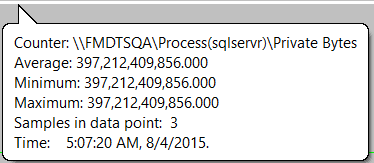 Counter: \\FMDTSQA\Process(sqlservr)\Private Bytes
Average: 397,212,409,856.000
Minimum: 397,212,409,856.000
Maximum: 397,212,409,856.000
Samples in data point: 3
Time: 5:07:20 AM, 8/4/2015.